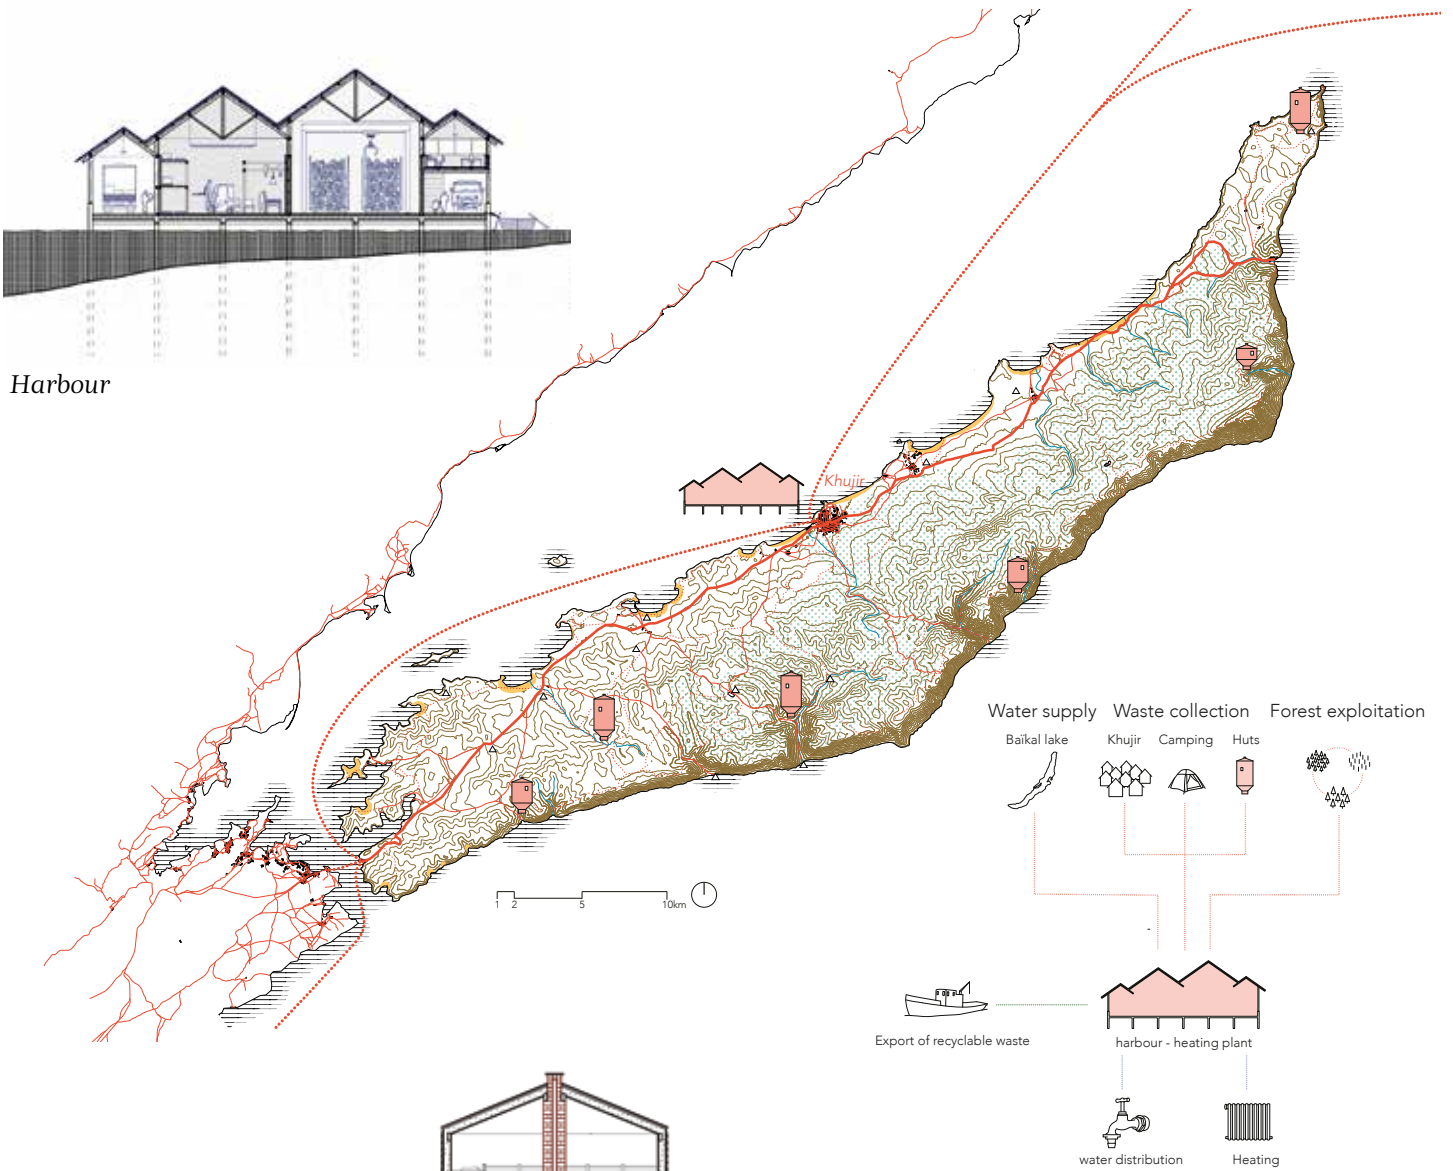 Harbour
Khujir
Water supply
Waste collection
Forest exploitation
Baïkal lake
Khujir
Camping
Huts
1 2 5 10km
Export of recyclable waste
harbour - heating plant
water distribution
Heating